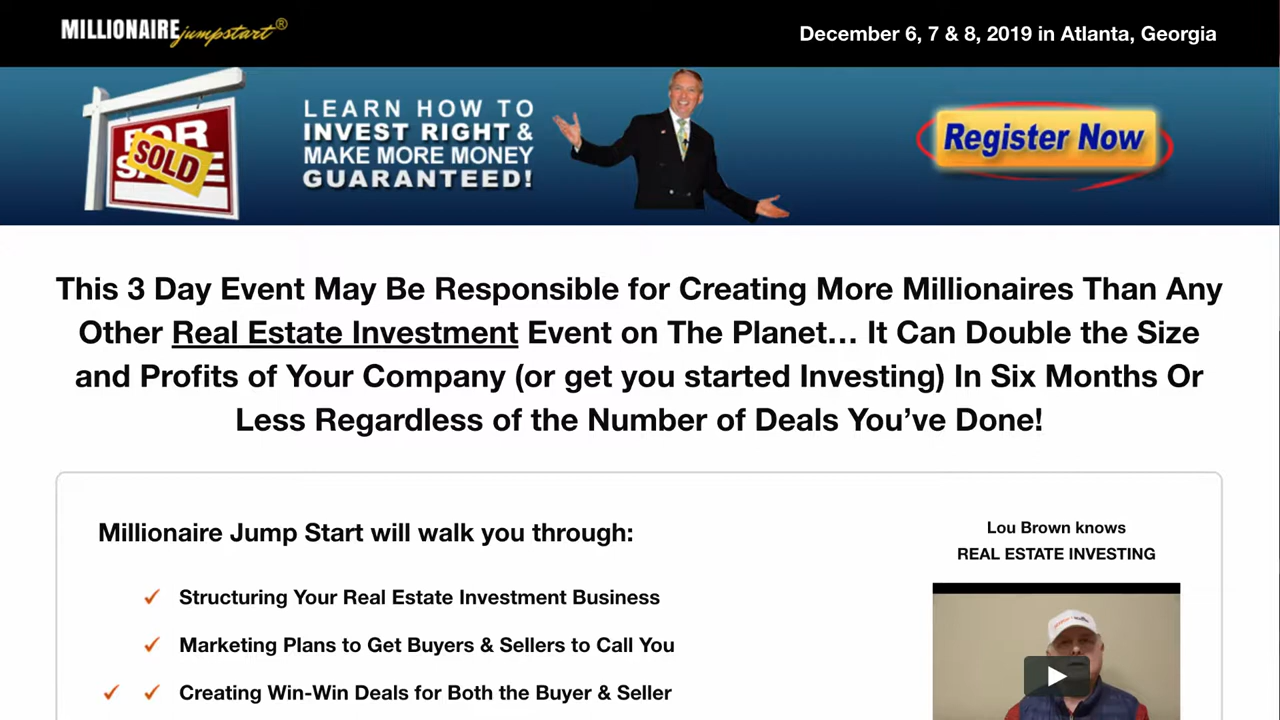 MILLIONAIRE jumpstart®
December 6, 7 & 8, 2019 in Atlanta, Georgia
FOR
SALE
SOLD
LEARN HOW TO
INVEST RIGHT &
MAKE MORE MONEY
GUARANTEED!
Register Now
This 3 Day Event May Be Responsible for Creating More Millionaires Than Any
Other Real Estate Investment Event on The Planet… It Can Double the Size
and Profits of Your Company (or get you started Investing) In Six Months Or
Less Regardless of the Number of Deals You’ve Done!
Millionaire Jump Start will walk you through:
Structuring Your Real Estate Investment Business
Marketing Plans to Get Buyers & Sellers to Call You
Creating Win-Win Deals for Both the Buyer & Seller
Lou Brown knows
REAL ESTATE INVESTING